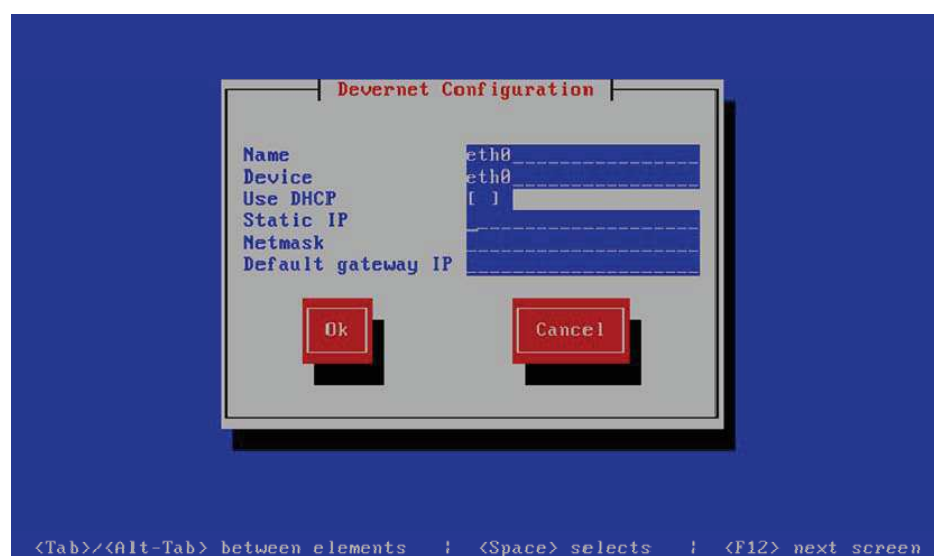 Devernet Configuration
Name eth0
Device eth0
Use DHCP [ ]
Static IP
Netmask
Default gateway IP
Ok Cancel
<Tab>/<Alt-Tab> between elements ¦ <Space> selects ¦ <F12> next screen